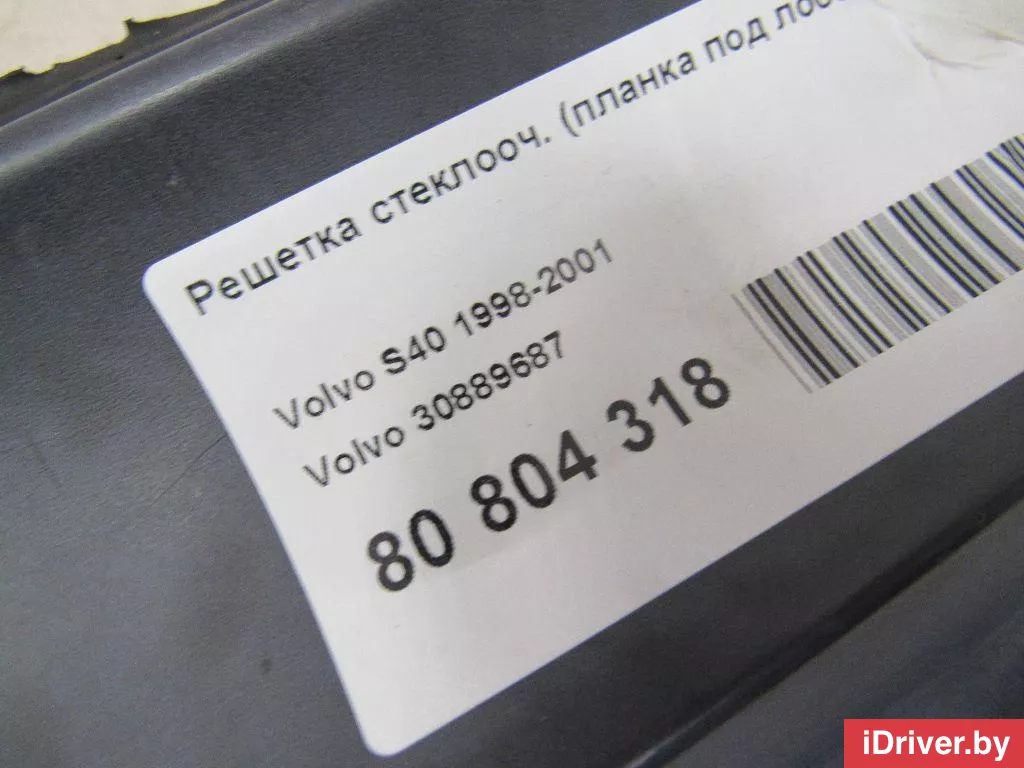 Решетка стеклооч. (планка под
Volvo S40 1998-2001
Volvo 30889687
80 804 318
iDriver.by